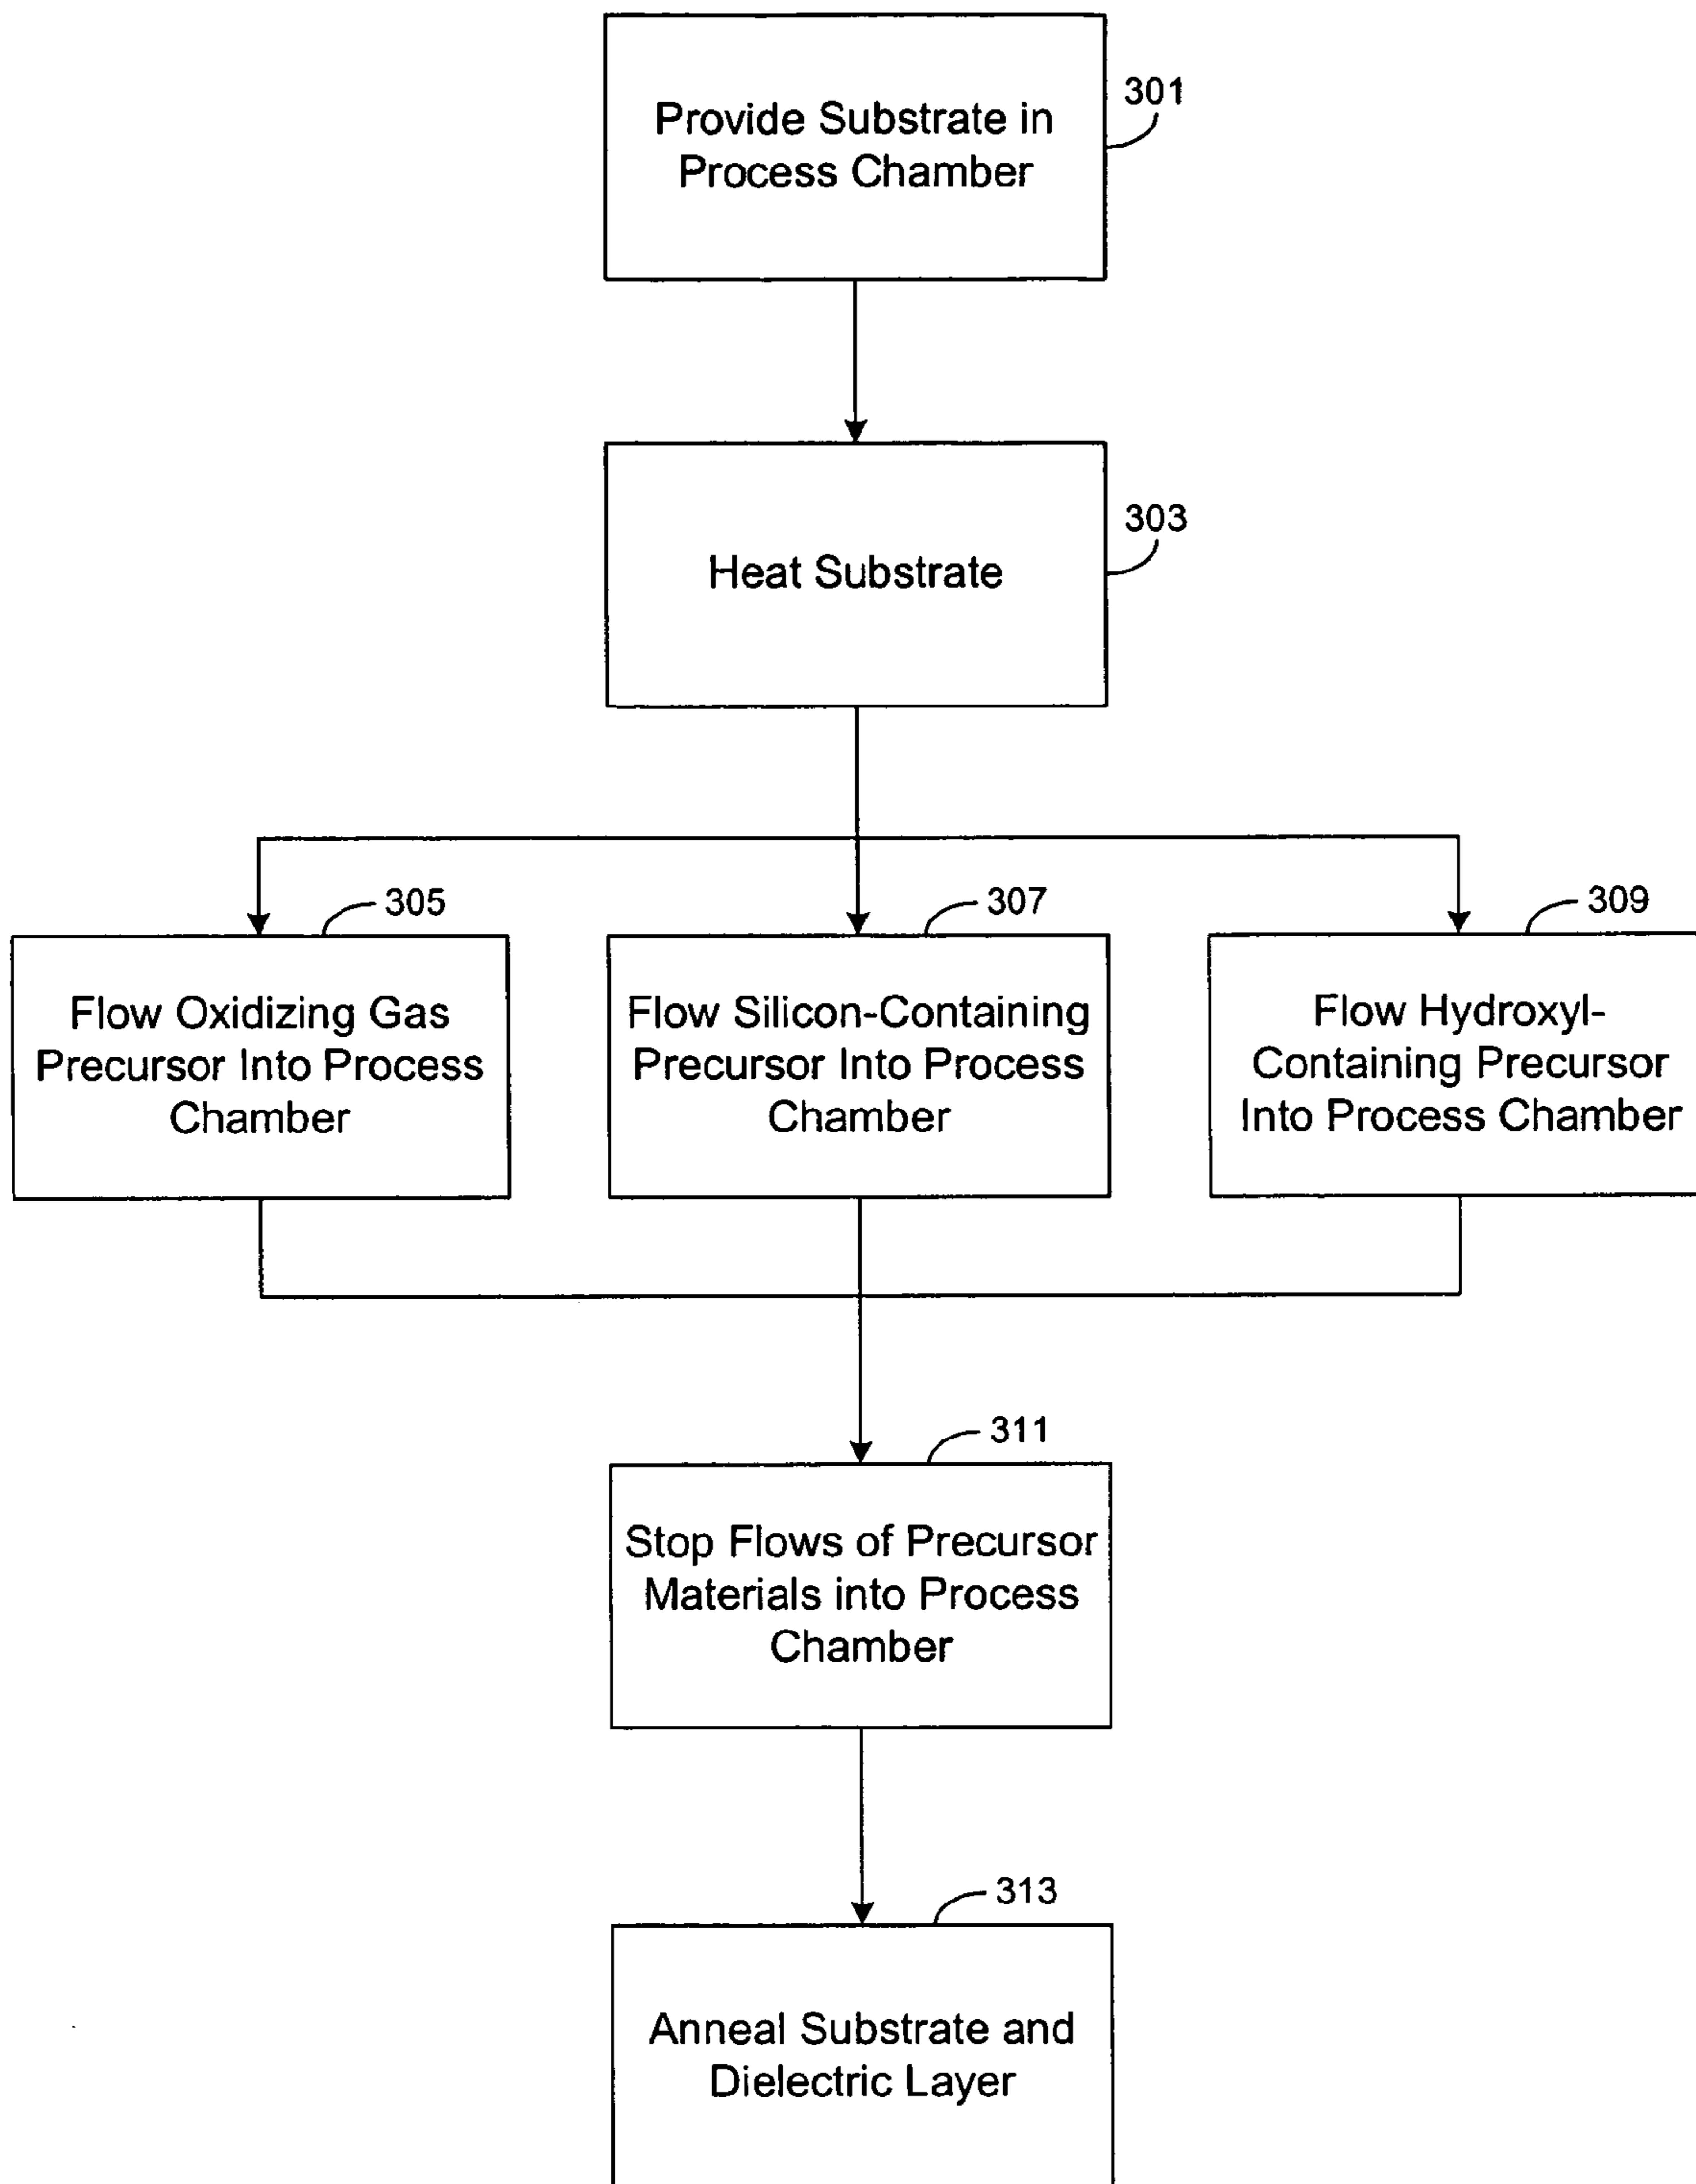 Provide Substrate in
Process Chamber
301
Heat Substrate
303
305
Flow Oxidizing Gas
Precursor Into Process
Chamber
307
Flow Silicon-Containing
Precursor Into Process
Chamber
309
Flow Hydroxyl-
Containing Precursor
Into Process Chamber
311
Stop Flows of Precursor
Materials into Process
Chamber
313
Anneal Substrate and
Dielectric Layer